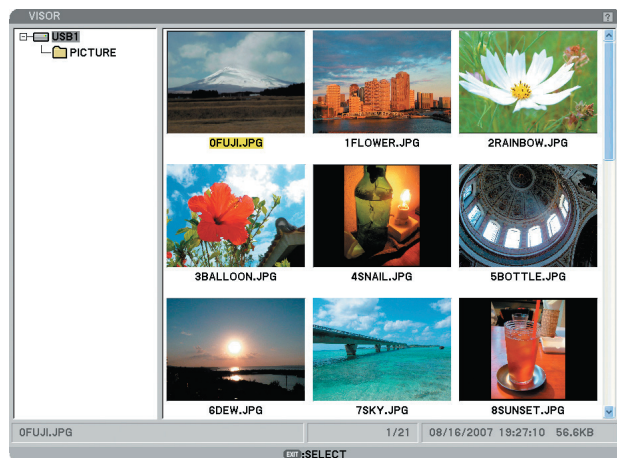 VISOR
?
USB1
PICTURE
0FUJI.JPG
1FLOWER.JPG
2RAINBOW.JPG
3BALLOON.JPG
4SNAIL.JPG
5BOTTLE.JPG
6DEW.JPG
7SKY.JPG
8SUNSET.JPG
0FUJI.JPG
1/21
08/16/2007 19:27:10 56.6KB
EXIT:SELECT